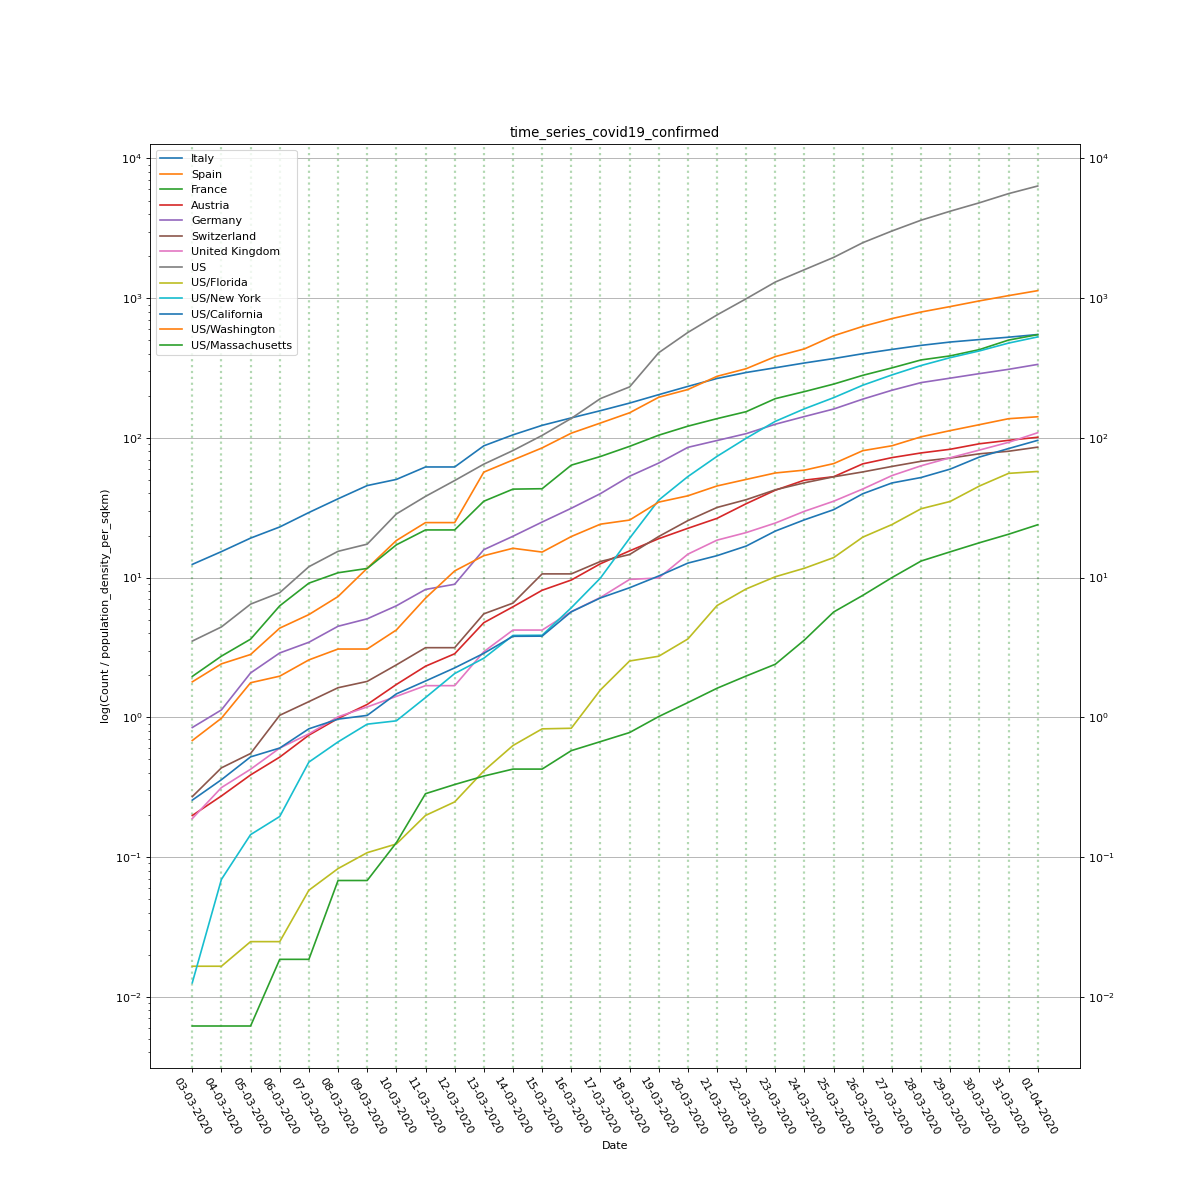 time_series_covid19_confirmed
10⁴
10³
10²
10¹
10⁰
10⁻¹
10⁻²
log(Count / population_density_per_sqkm)
Italy
Spain
France
Austria
Germany
Switzerland
United Kingdom
US
US/Florida
US/New York
US/California
US/Washington
US/Massachusetts
10⁴
10³
10²
10¹
10⁰
10⁻¹
10⁻²
03-03-2020
04-03-2020
05-03-2020
06-03-2020
07-03-2020
08-03-2020
09-03-2020
10-03-2020
11-03-2020
12-03-2020
13-03-2020
14-03-2020
15-03-2020
16-03-2020
17-03-2020
18-03-2020
19-03-2020
20-03-2020
21-03-2020
22-03-2020
23-03-2020
24-03-2020
25-03-2020
26-03-2020
27-03-2020
28-03-2020
29-03-2020
30-03-2020
31-03-2020
01-04-2020
Date